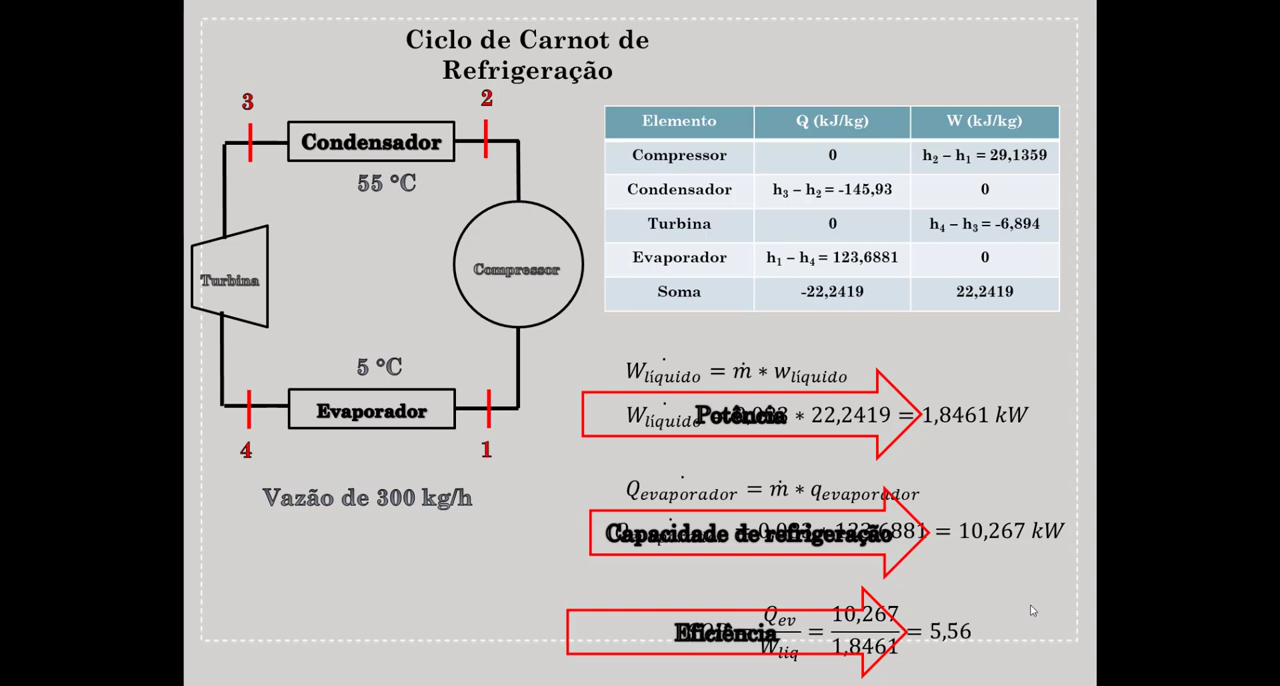 Ciclo de Carnot de
Refrigeração
3
2
Condensador
55 °C
Turbina
Compressor
5 °C
Evaporador
4
1
Vazão de 300 kg/h
Elemento Q (kJ/kg) W (kJ/kg)
Compressor 0 h₂ – h₁ = 29,1359
Condensador h₃ – h₂ = -145,93 0
Turbina 0 h₄ – h₃ = -6,894
Evaporador h₁ – h₄ = 123,6881 0
Soma -22,2419 22,2419
Ẇlíquido = ṁ ∗ wlíquido
Ẇlíquido ∗ 22,2419 = 1,8461 kW
Potência
Q̇evaporador = ṁ ∗ qevaporador
= 10,267 kW
Capacidade de refrigeração
Qev / Wliq = 10,267 / 1,8461 = 5,56
Eficiência